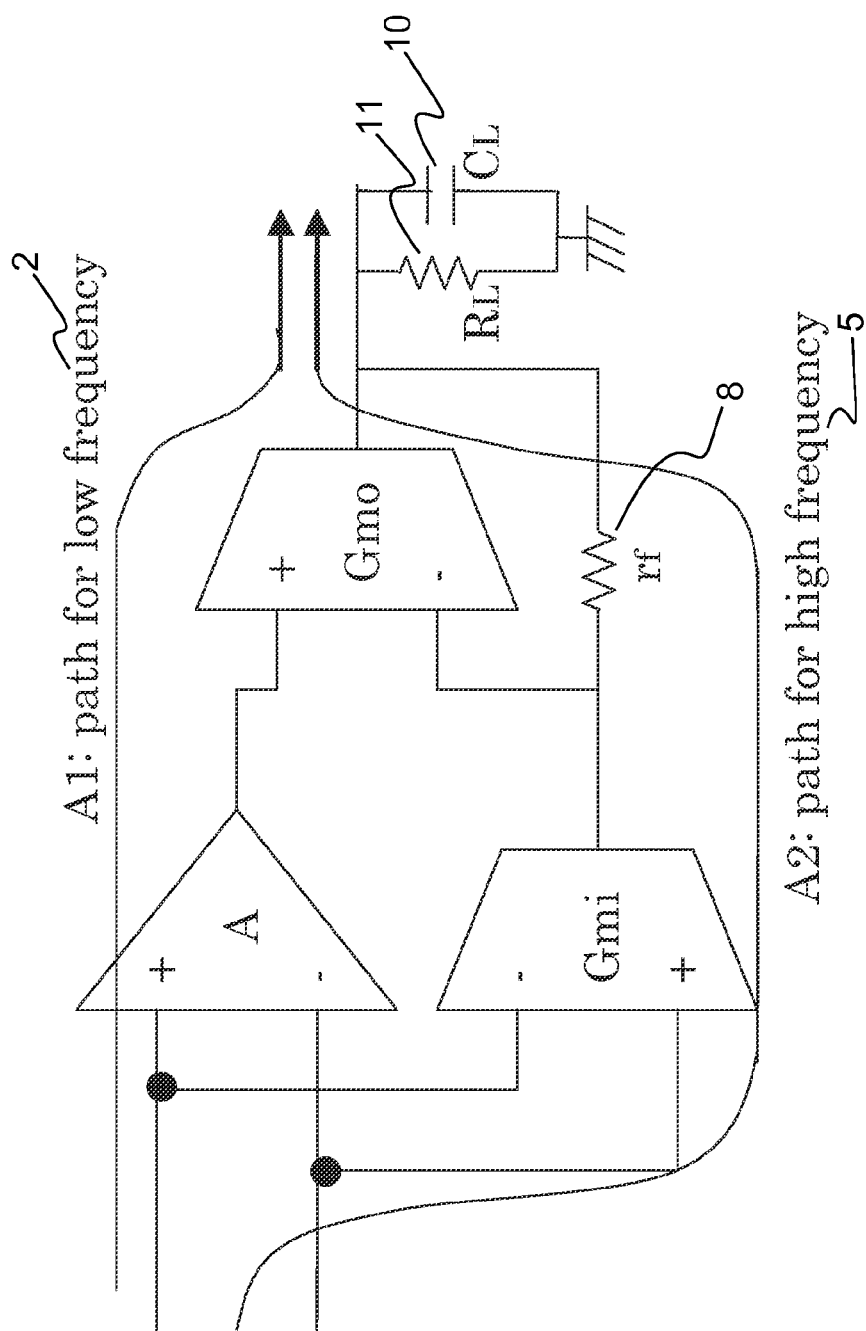 A1: path for low frequency
2
+
-
A
+
-
Gmo
-
+
Gmi
rf
8
RL
11
CL
10
A2: path for high frequency
5